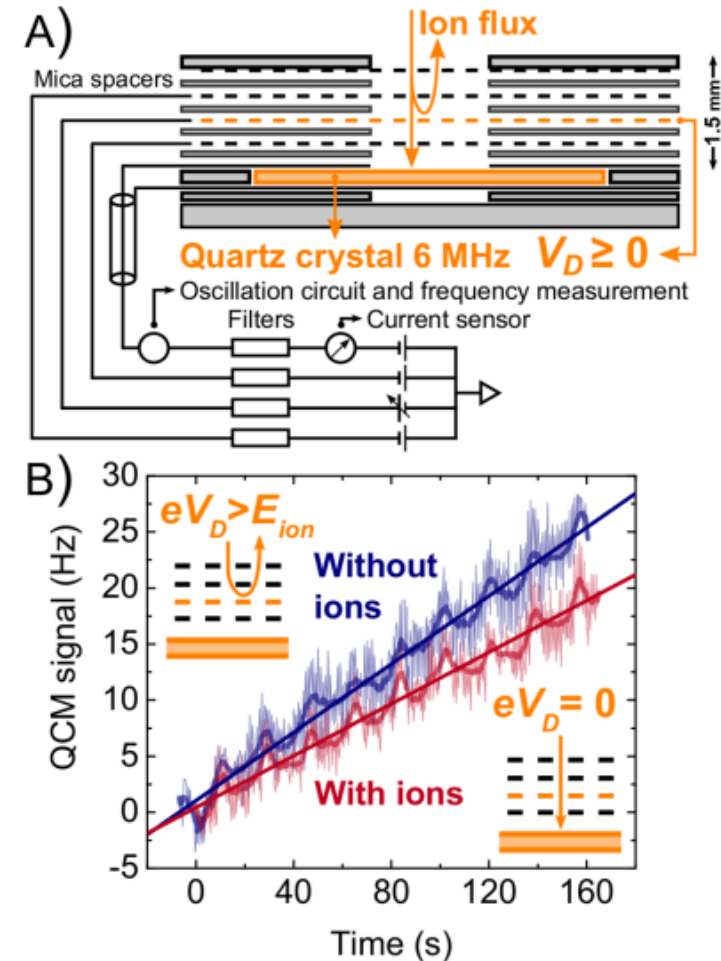 A)
Ion flux
Mica spacers
1.5 mm
Quartz crystal 6 MHz V_D ≥ 0
Oscillation circuit and frequency measurement
Filters Current sensor
B)
30
25
20
15
10
5
0
-5
QCM signal (Hz)
eV_D>E_ion
Without
ions
eV_D= 0
With ions
0 40 80 120 160
Time (s)